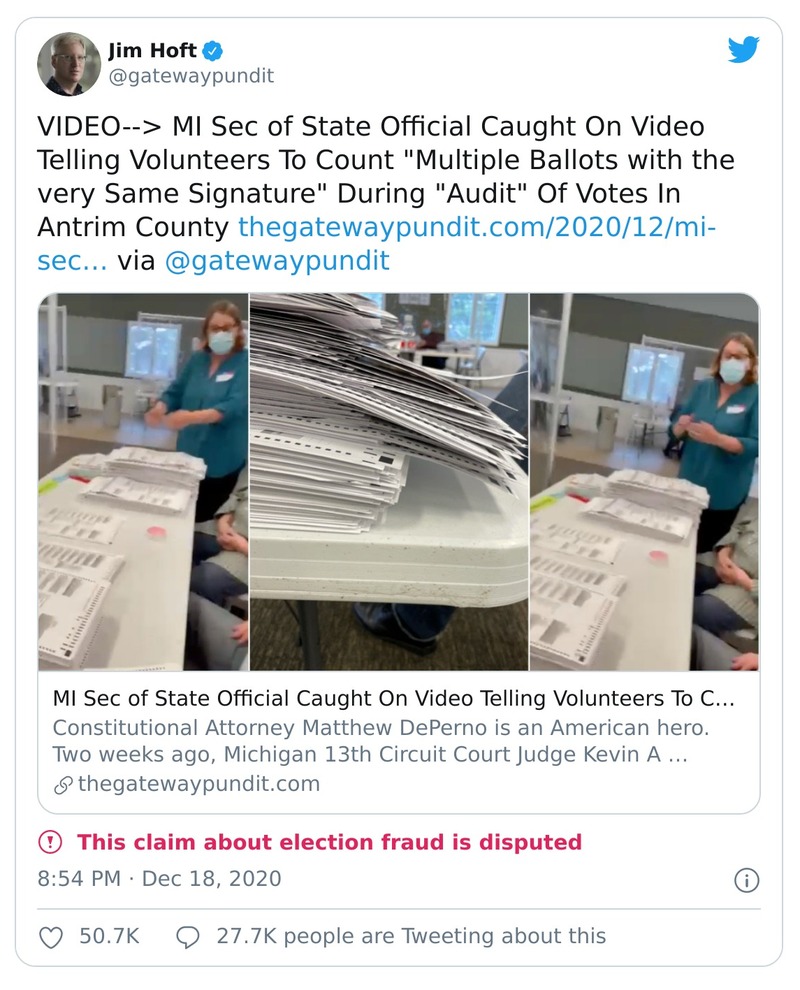 Jim Hoft
@gatewaypundit
VIDEO--> MI Sec of State Official Caught On Video
Telling Volunteers To Count "Multiple Ballots with the
very Same Signature" During "Audit" Of Votes In
Antrim County thegatewaypundit.com/2020/12/mi-
sec... via @gatewaypundit
MI Sec of State Official Caught On Video Telling Volunteers To C...
Constitutional Attorney Matthew DePerno is an American hero.
Two weeks ago, Michigan 13th Circuit Court Judge Kevin A ...
thegatewaypundit.com
This claim about election fraud is disputed
8:54 PM · Dec 18, 2020
50.7K 27.7K people are Tweeting about this